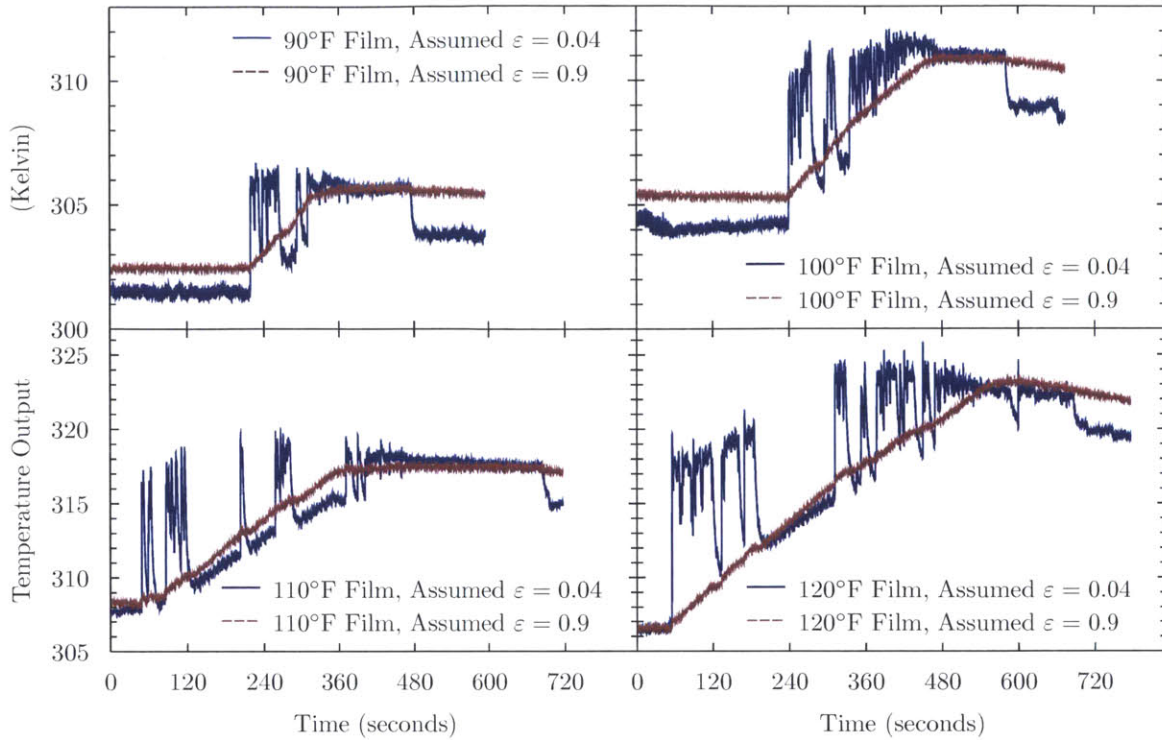 (Kelvin)
Temperature Output
310
305
300
90°F Film, Assumed ε = 0.04
90°F Film, Assumed ε = 0.9
100°F Film, Assumed ε = 0.04
100°F Film, Assumed ε = 0.9
325
320
315
310
305
110°F Film, Assumed ε = 0.04
110°F Film, Assumed ε = 0.9
120°F Film, Assumed ε = 0.04
120°F Film, Assumed ε = 0.9
0 120 240 360 480 600 720
0 120 240 360 480 600 720
Time (seconds)
Time (seconds)